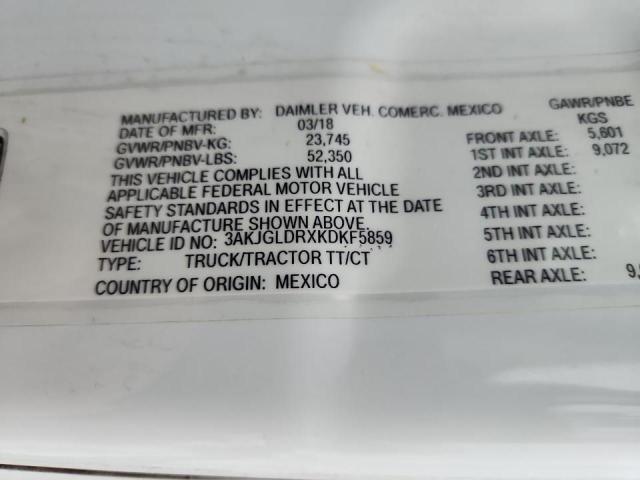 MANUFACTURED BY: DAIMLER VEH. COMERC. MEXICO
DATE OF MFR: 03/18
GVWR/PNBV-KG: 23,745
GVWR/PNBV-LBS: 52,350
THIS VEHICLE COMPLIES WITH ALL
APPLICABLE FEDERAL MOTOR VEHICLE
SAFETY STANDARDS IN EFFECT AT THE DATE
OF MANUFACTURE SHOWN ABOVE.
VEHICLE ID NO: 3AKJGLDRXKDKF5859
TYPE: TRUCK/TRACTOR TT/CT
COUNTRY OF ORIGIN: MEXICO
GAWR/PNBE
KGS
FRONT AXLE: 5,601
1ST INT AXLE: 9,072
2ND INT AXLE:
3RD INT AXLE:
4TH INT AXLE:
5TH INT AXLE:
6TH INT AXLE:
REAR AXLE: